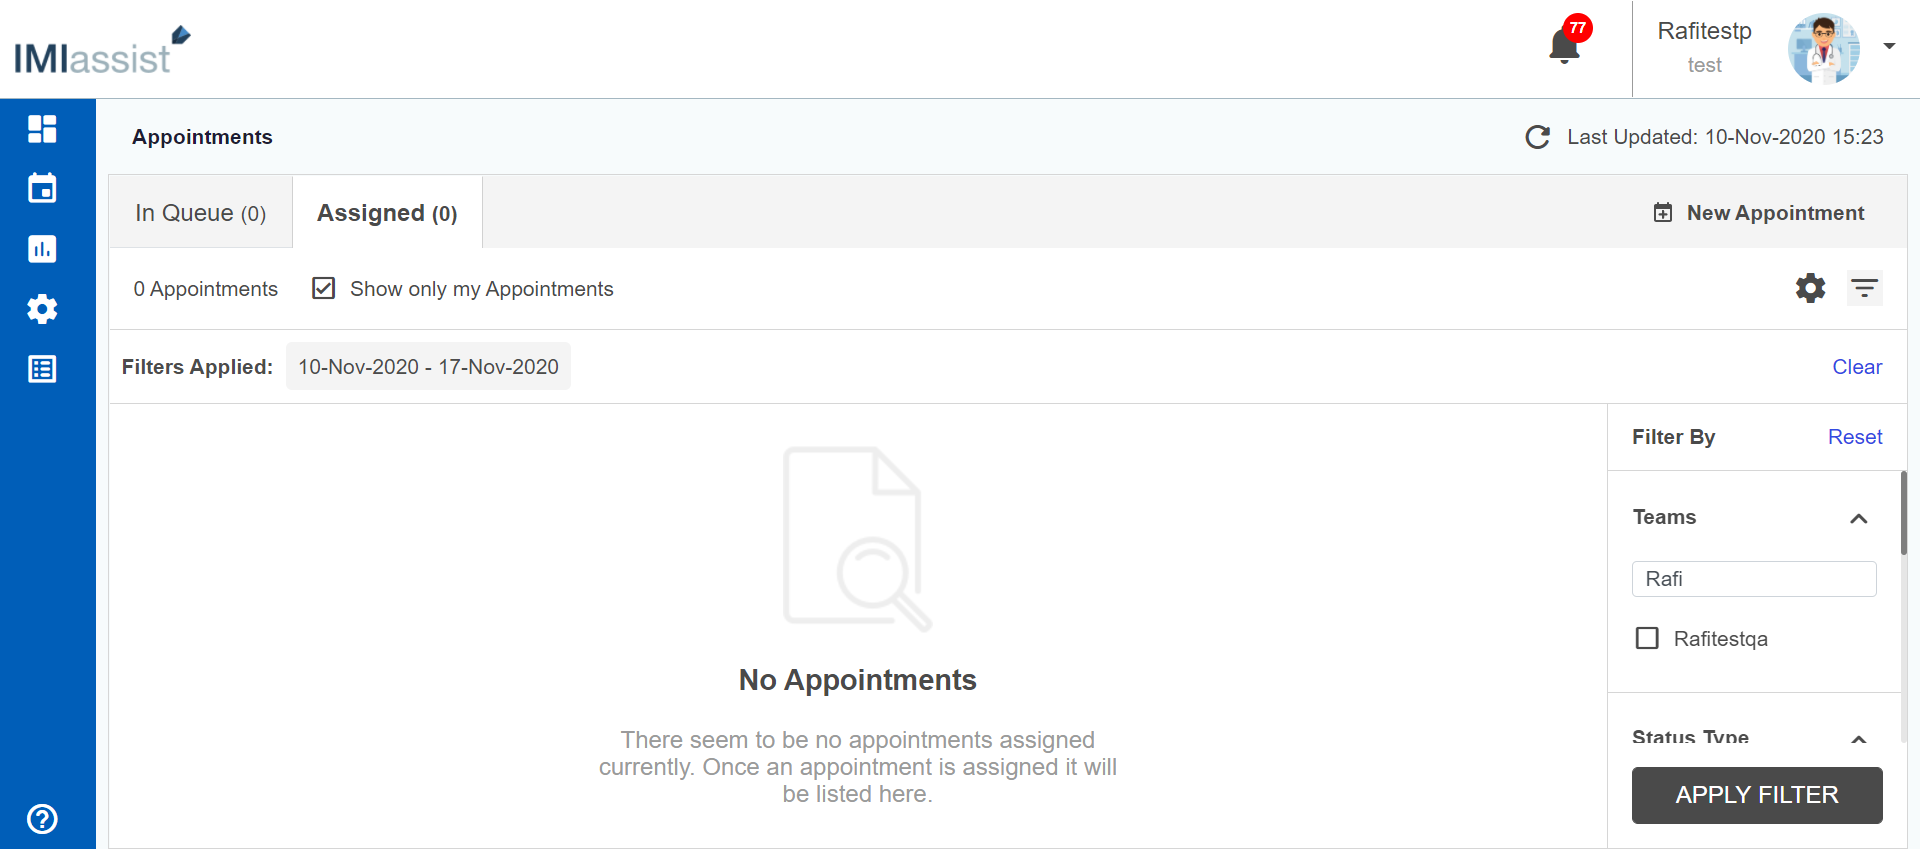 IMIassist
77
Rafitestp
test
Appointments
Last Updated: 10-Nov-2020 15:23
In Queue (0)
Assigned (0)
New Appointment
0 Appointments
Show only my Appointments
Filters Applied:
10-Nov-2020 - 17-Nov-2020
Clear
Filter By
Reset
Teams
Rafi
Rafitestqa
Status Type
APPLY FILTER
No Appointments
There seem to be no appointments assigned
currently. Once an appointment is assigned it will
be listed here.